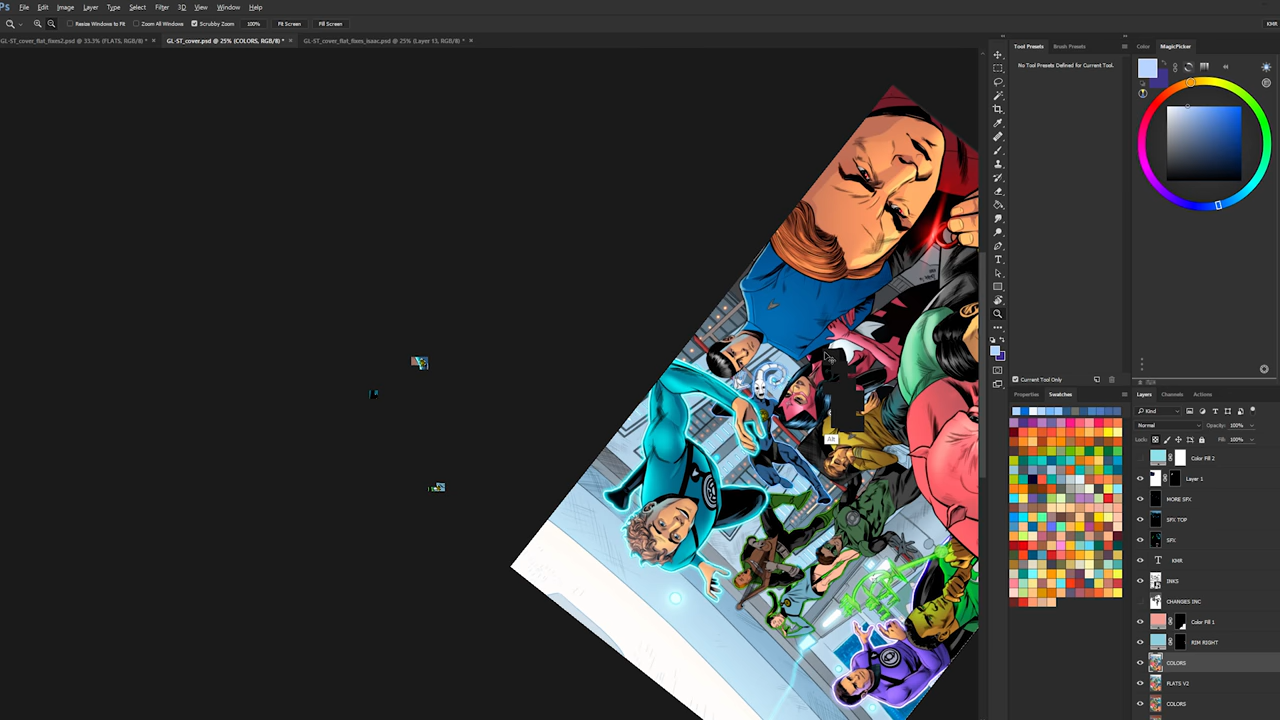 Ps File Edit Image Layer Type Select Filter 3D View Window Help
Resize Windows to Fit Zoom All Windows Scrubby Zoom 100% Fit Screen Fill Screen KMR
GL-ST_cover_flat_fixes2.psd @ 33.3% (FLATS, RGB/8) * × GL-ST_cover.psd @ 25% (COLORS, RGB/8) * × GL-ST_cover_flat_fixes_isaac.psd @ 25% (Layer 13, RGB/8) * ×
Tool Presets Brush Presets
Color MagicPicker
No Tool Presets Defined for Current Tool.
Alt
Current Tool Only
Properties Swatches
Layers Channels Actions
Kind
Normal Opacity: 100%
Lock: Fill: 100%
Color Fill 2
Layer 1
MORE SFX
SFX TOP
SFX
T KMR
INKS
CHANGES INC
Color Fill 1
RIM RIGHT
COLORS
FLATS V2
COLORS